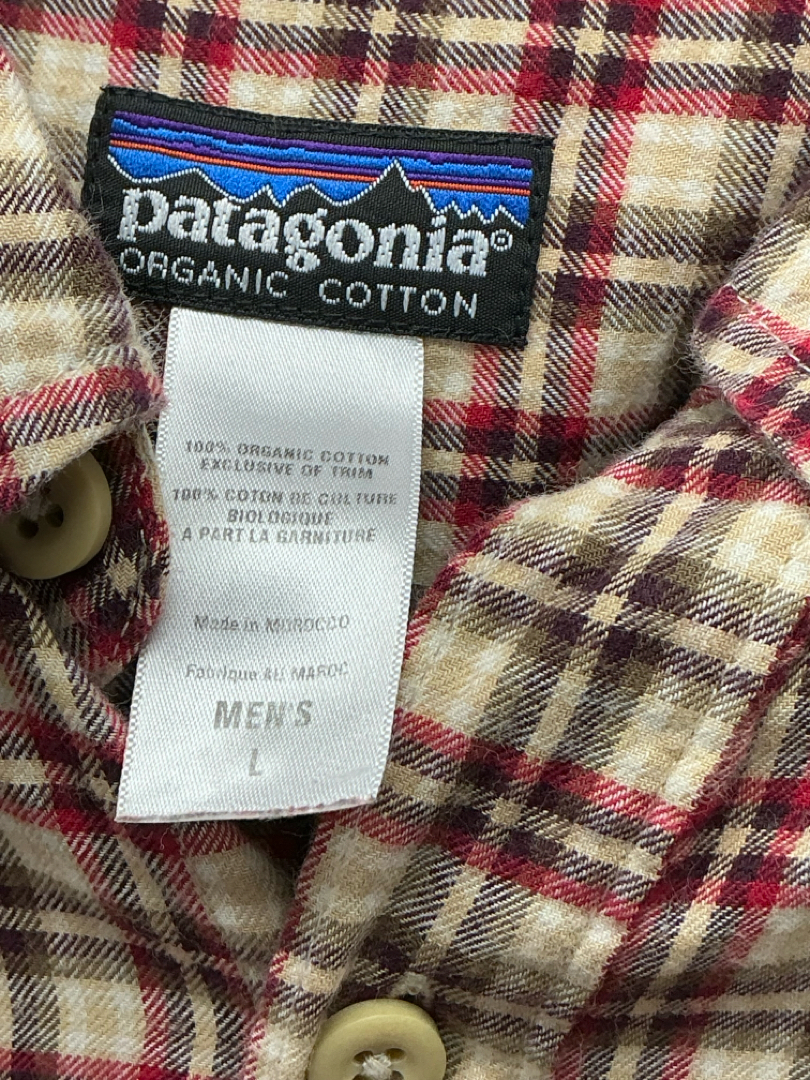 patagonia®
ORGANIC COTTON
100% ORGANIC COTTON
EXCLUSIVE OF TRIM
100% COTON DE CULTURE
BIOLOGIQUE
A PART LA GARNITURE
Made in MOROCCO
Fabrique AU MAROC
MEN'S
L